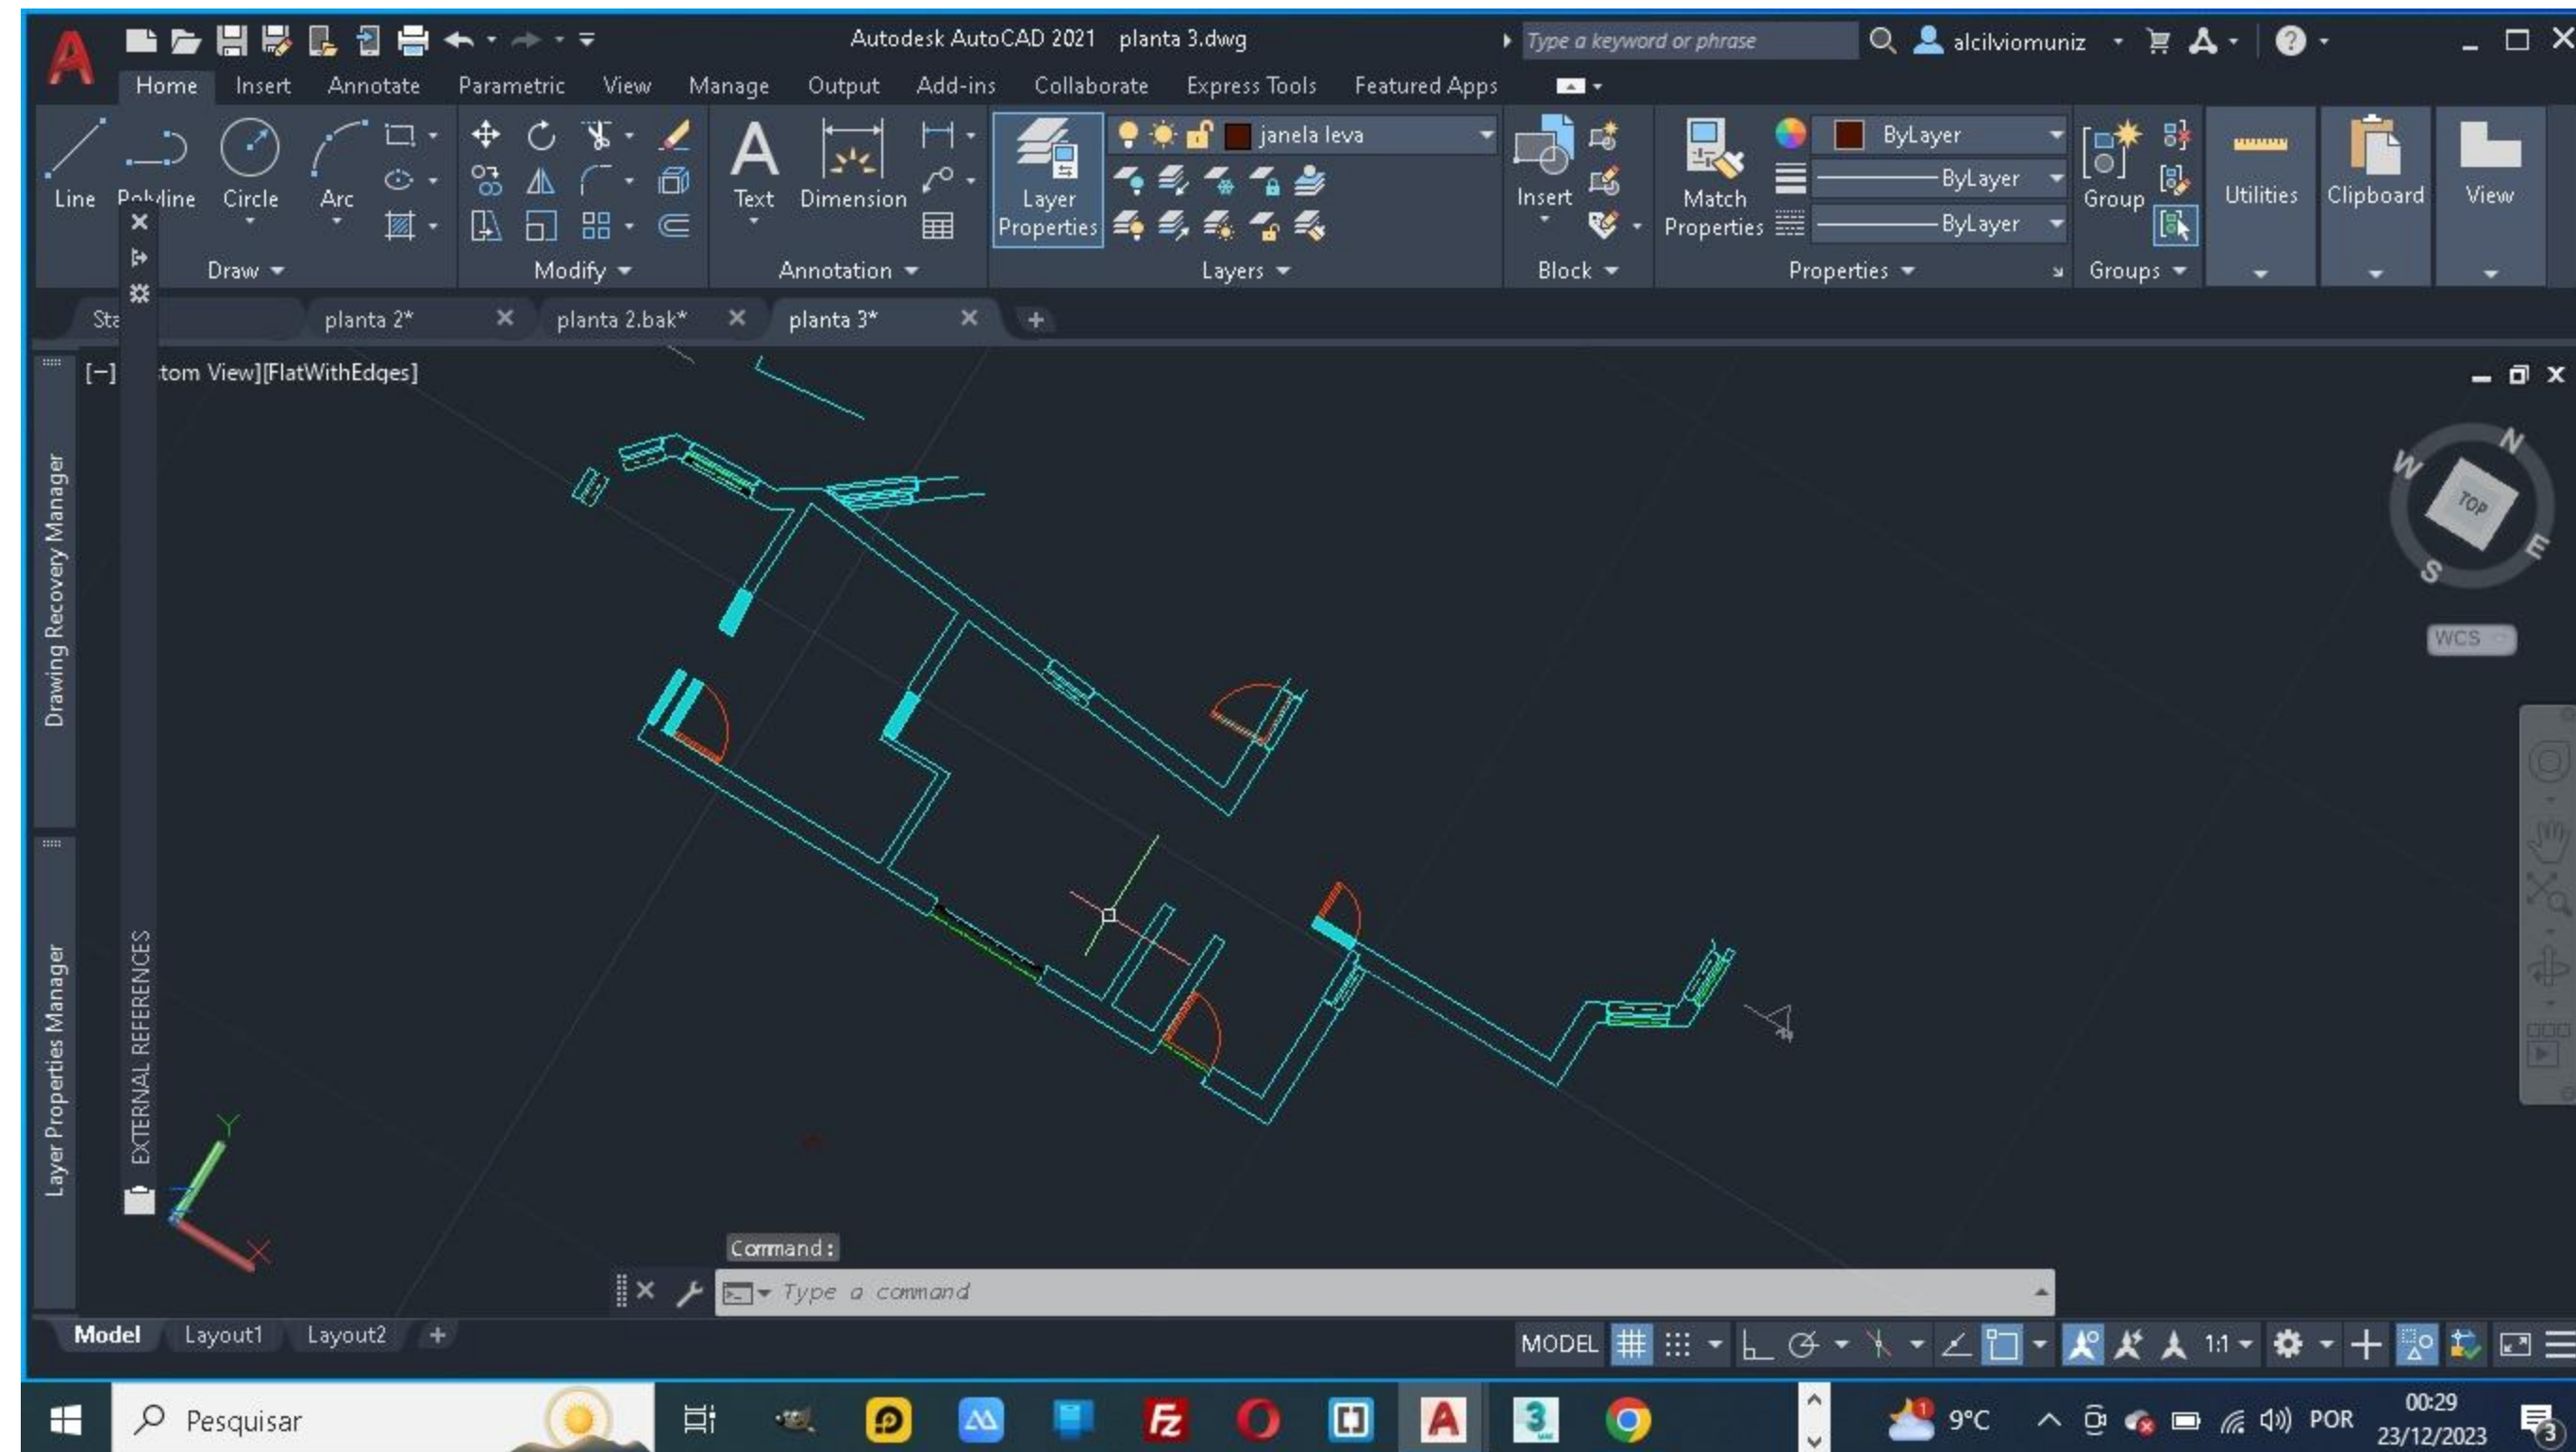 Autodesk AutoCAD 2021 planta 3.dwg
Type a keyword or phrase
alcilviomuniz
Home Insert Annotate Parametric View Manage Output Add-ins Collaborate Express Tools Featured Apps
janela leva
ByLayer
ByLayer
ByLayer
Line Polyline Circle Arc
Text Dimension
Layer Properties
Insert
Match Properties
Group
Utilities Clipboard View
Draw Modify Annotation Layers Block Properties Groups
Sta planta 2* planta 2.bak* planta 3*
[−] tom View][FlatWithEdges]
N
W
TOP
E
S
WCS
Drawing Recovery Manager
Layer Properties Manager
EXTERNAL REFERENCES
Y
X
Command:
Type a command
Model Layout1 Layout2
MODEL 1:1
Pesquisar
1
9°C
POR
00:29
23/12/2023
3